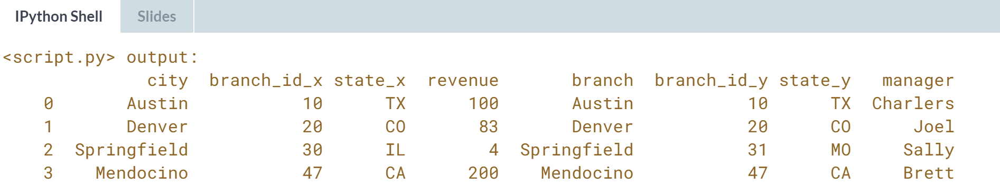 IPython Shell Slides
<script.py> output:
city branch_id_x state_x revenue branch branch_id_y state_y manager
0 Austin 10 TX 100 Austin 10 TX Charlers
1 Denver 20 CO 83 Denver 20 CO Joel
2 Springfield 30 IL 4 Springfield 31 MO Sally
3 Mendocino 47 CA 200 Mendocino 47 CA Brett